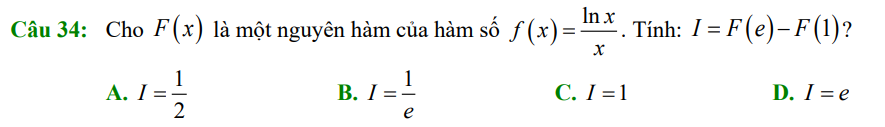 Câu 34: Cho F(x) là một nguyên hàm của hàm số f(x) = ln x / x. Tính: I = F(e) − F(1)?
A. I = 1/2 B. I = 1/e C. I = 1 D. I = e